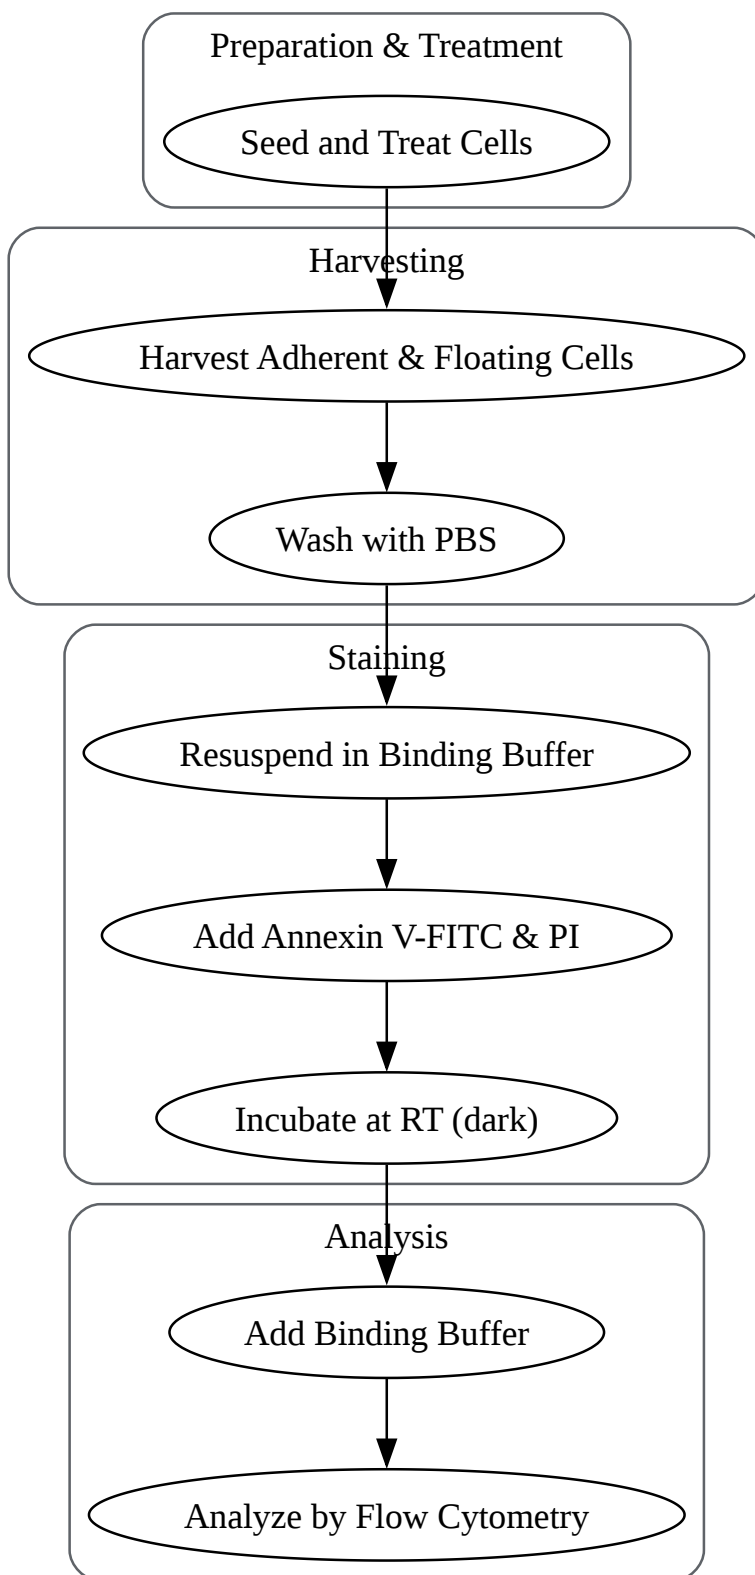 Preparation & Treatment
Seed and Treat Cells
Harvesting
Harvest Adherent & Floating Cells
Wash with PBS
Staining
Resuspend in Binding Buffer
Add Annexin V-FITC & PI
Incubate at RT (dark)
Analysis
Add Binding Buffer
Analyze by Flow Cytometry